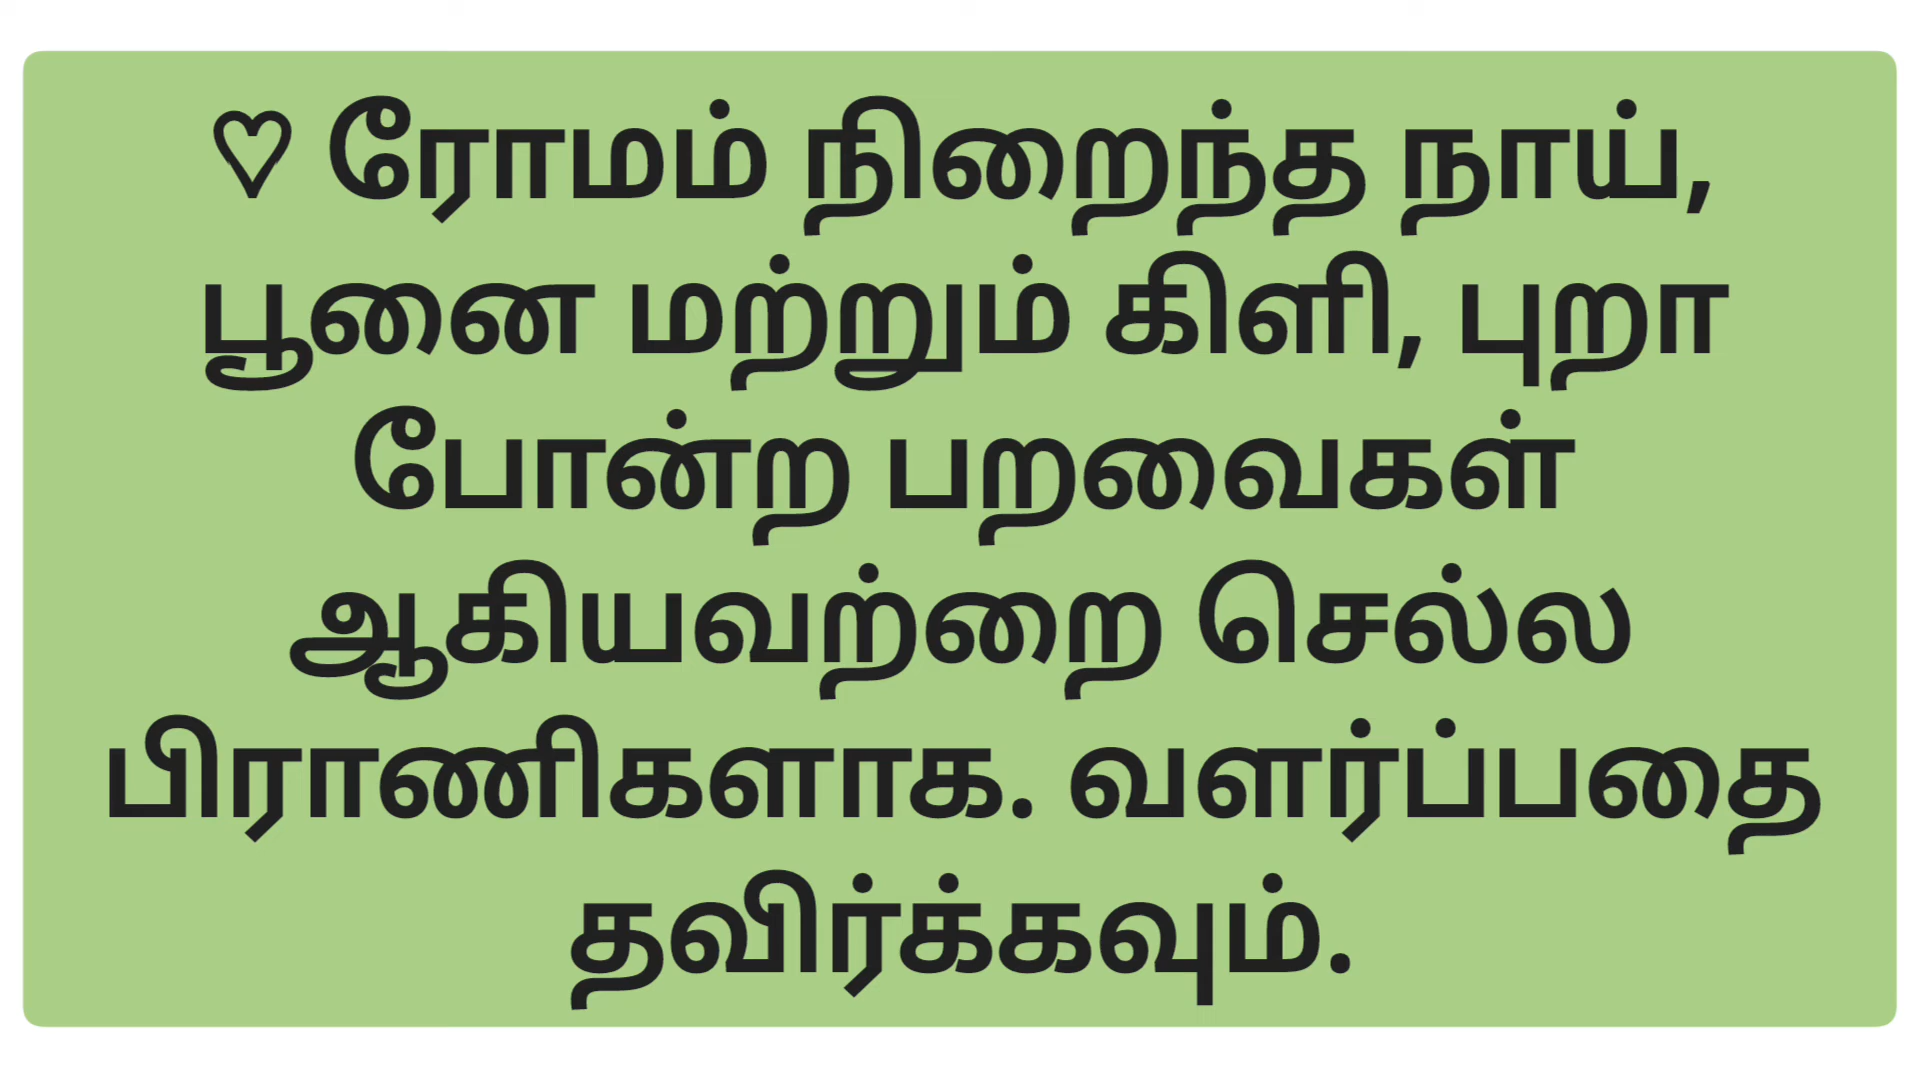 ♡ ரோமம் நிறைந்த நாய்,
பூனை மற்றும் கிளி, புறா
போன்ற பறவைகள்
ஆகியவற்றை செல்ல
பிராணிகளாக. வளர்ப்பதை
தவிர்க்கவும்.